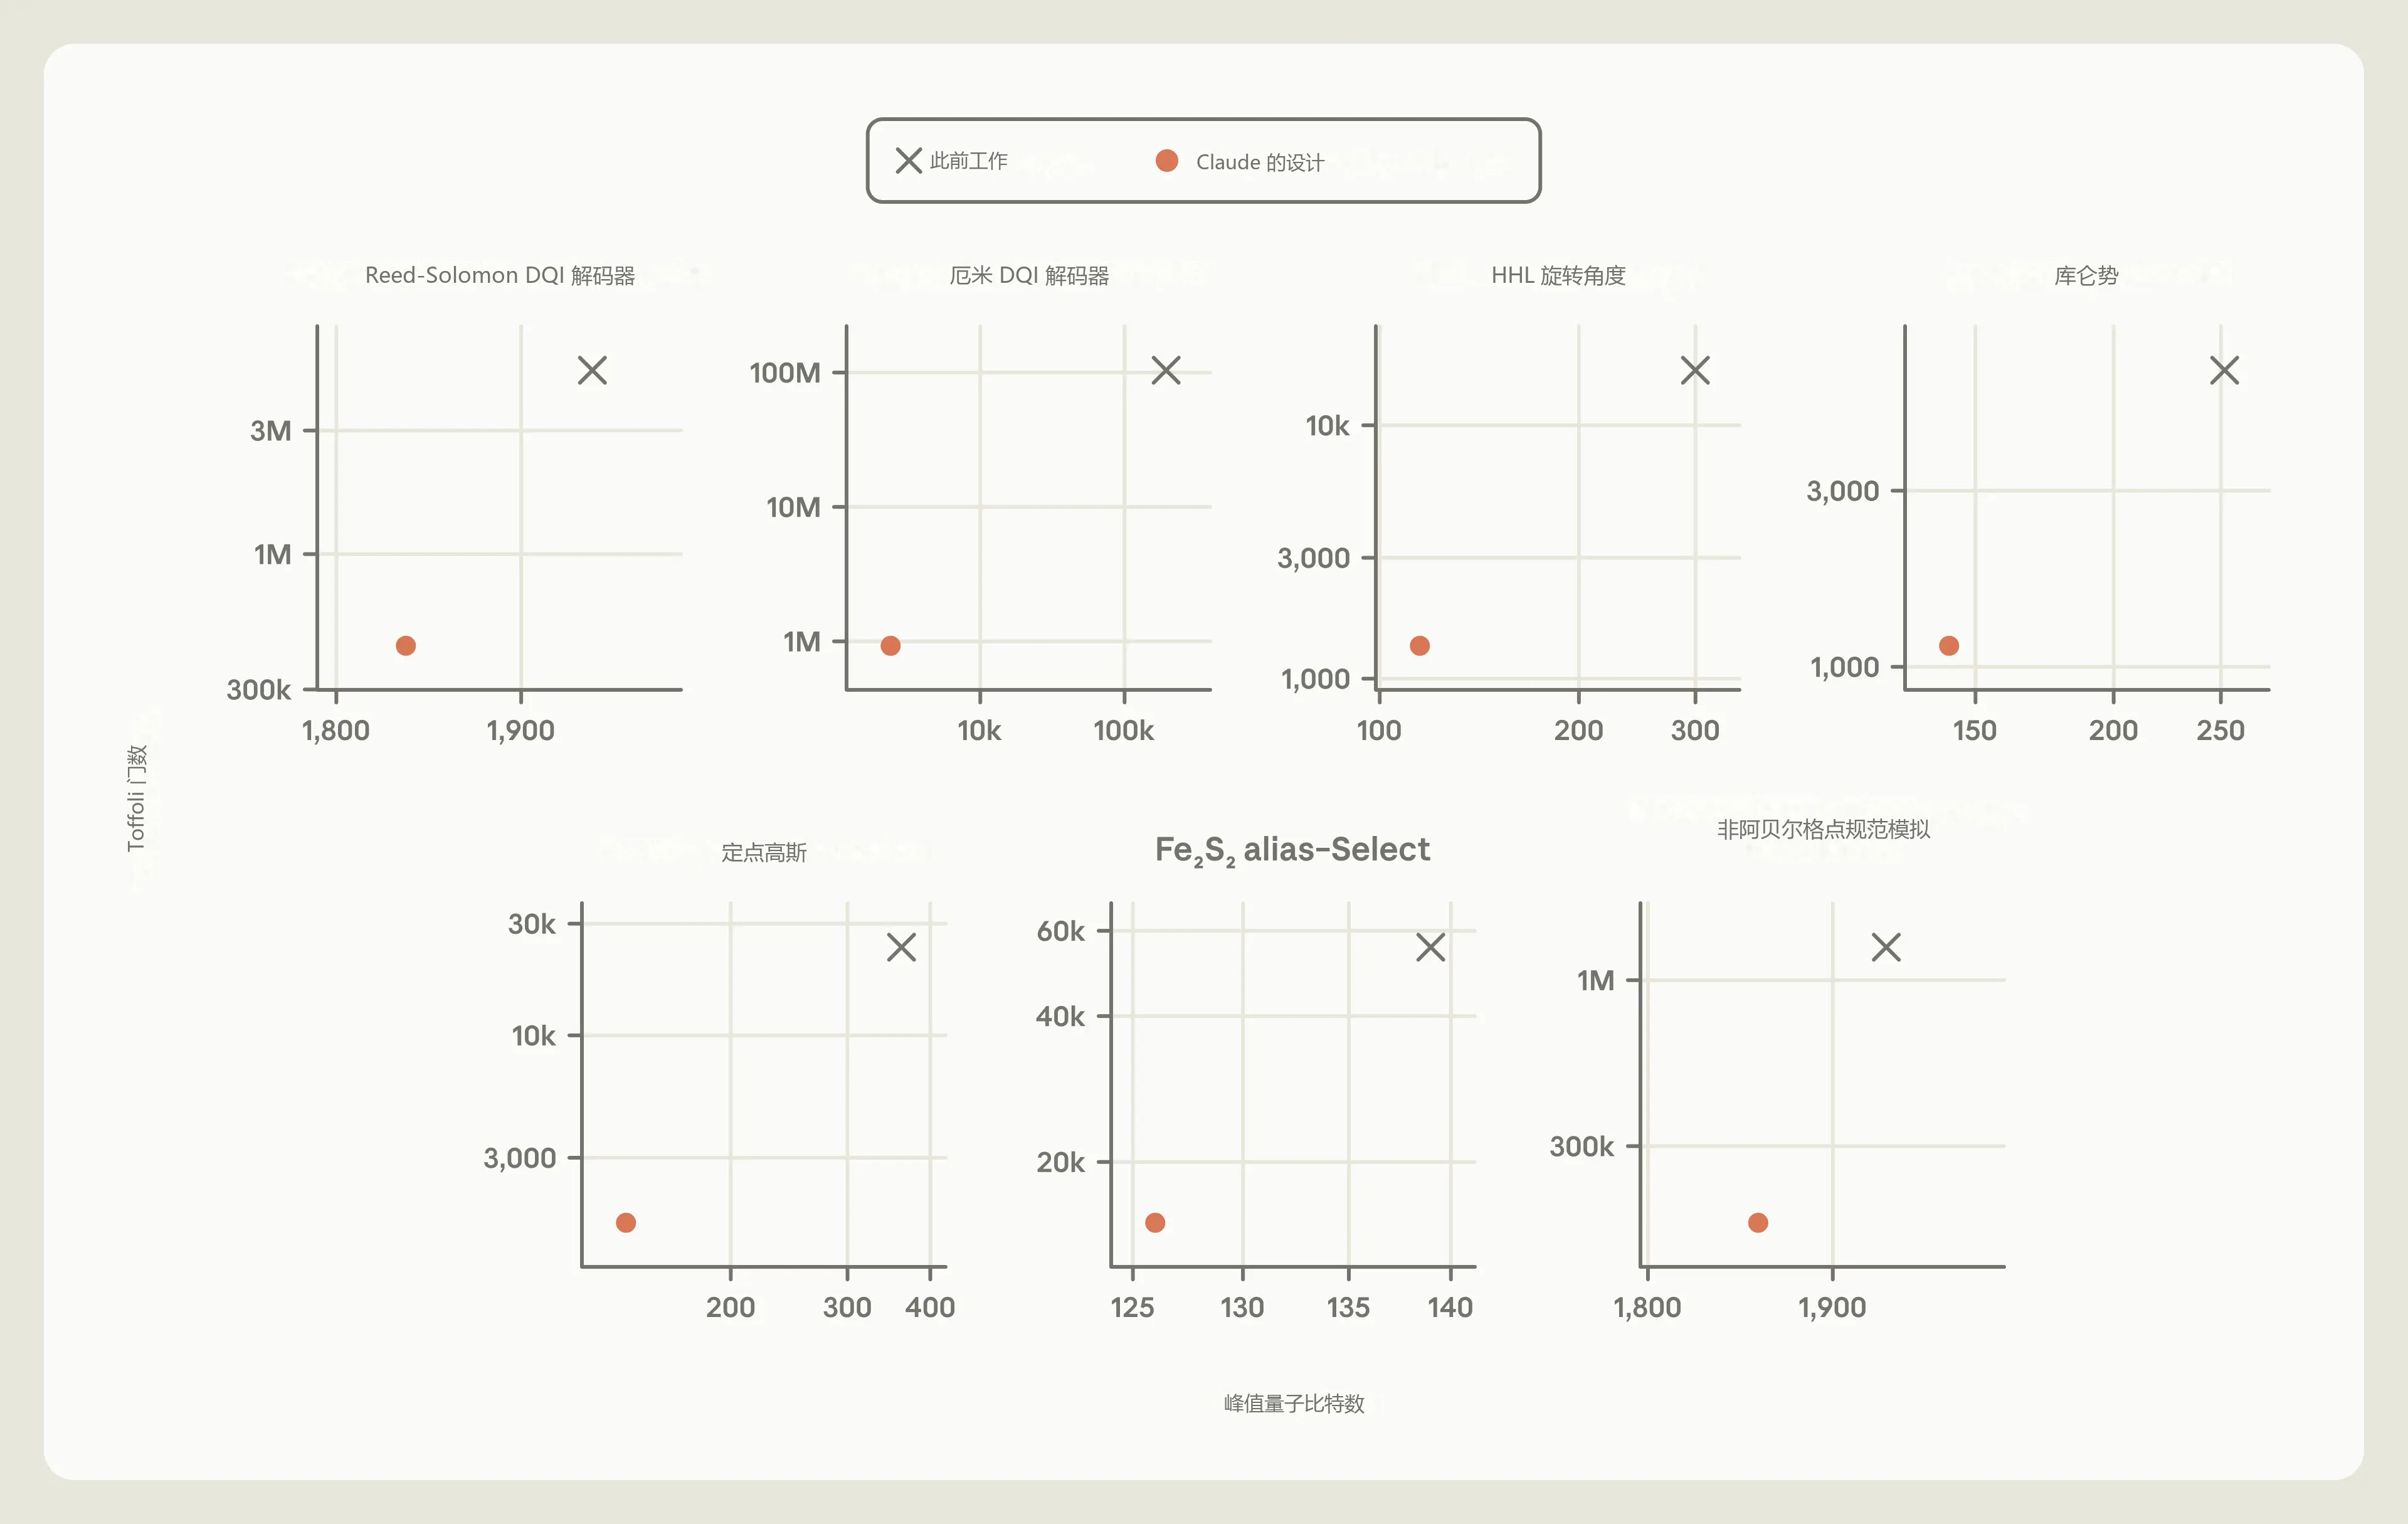 此前工作
Claude 的设计
Reed-Solomon DQI 解码器
厄米 DQI 解码器
HHL 旋转角度
库仑势
3M
1M
300k
1,800
1,900
100M
10M
1M
10k
100k
10k
3,000
1,000
100
200
300
3,000
1,000
150
200
250
Toffoli 门数
定点高斯
Fe₂S₂ alias-Select
非阿贝尔格点规范模拟
30k
10k
3,000
200
300
400
60k
40k
20k
125
130
135
140
1M
300k
1,800
1,900
峰值量子比特数